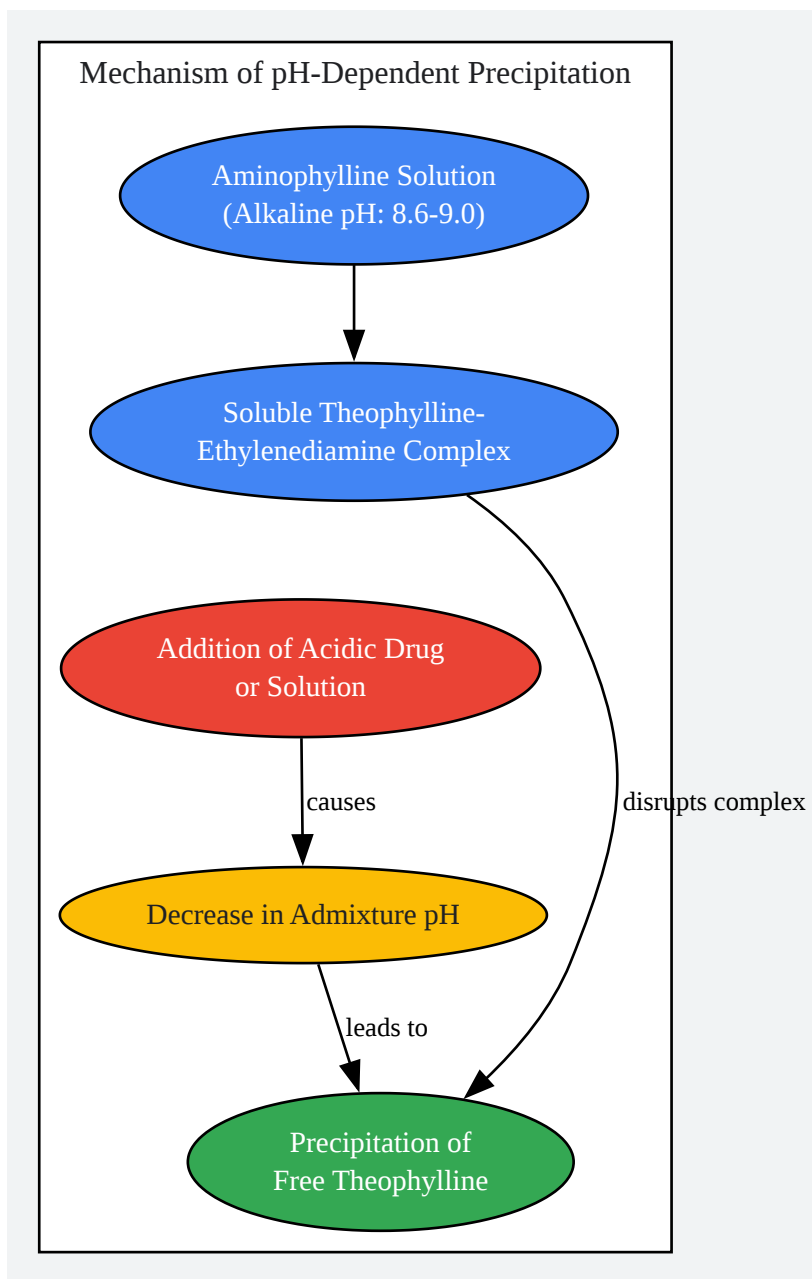 Mechanism of pH-Dependent Precipitation
Aminophylline Solution
(Alkaline pH: 8.6-9.0)
Soluble Theophylline-
Ethylenediamine Complex
Addition of Acidic Drug
or Solution
causes
disrupts complex
Decrease in Admixture pH
leads to
Precipitation of
Free Theophylline